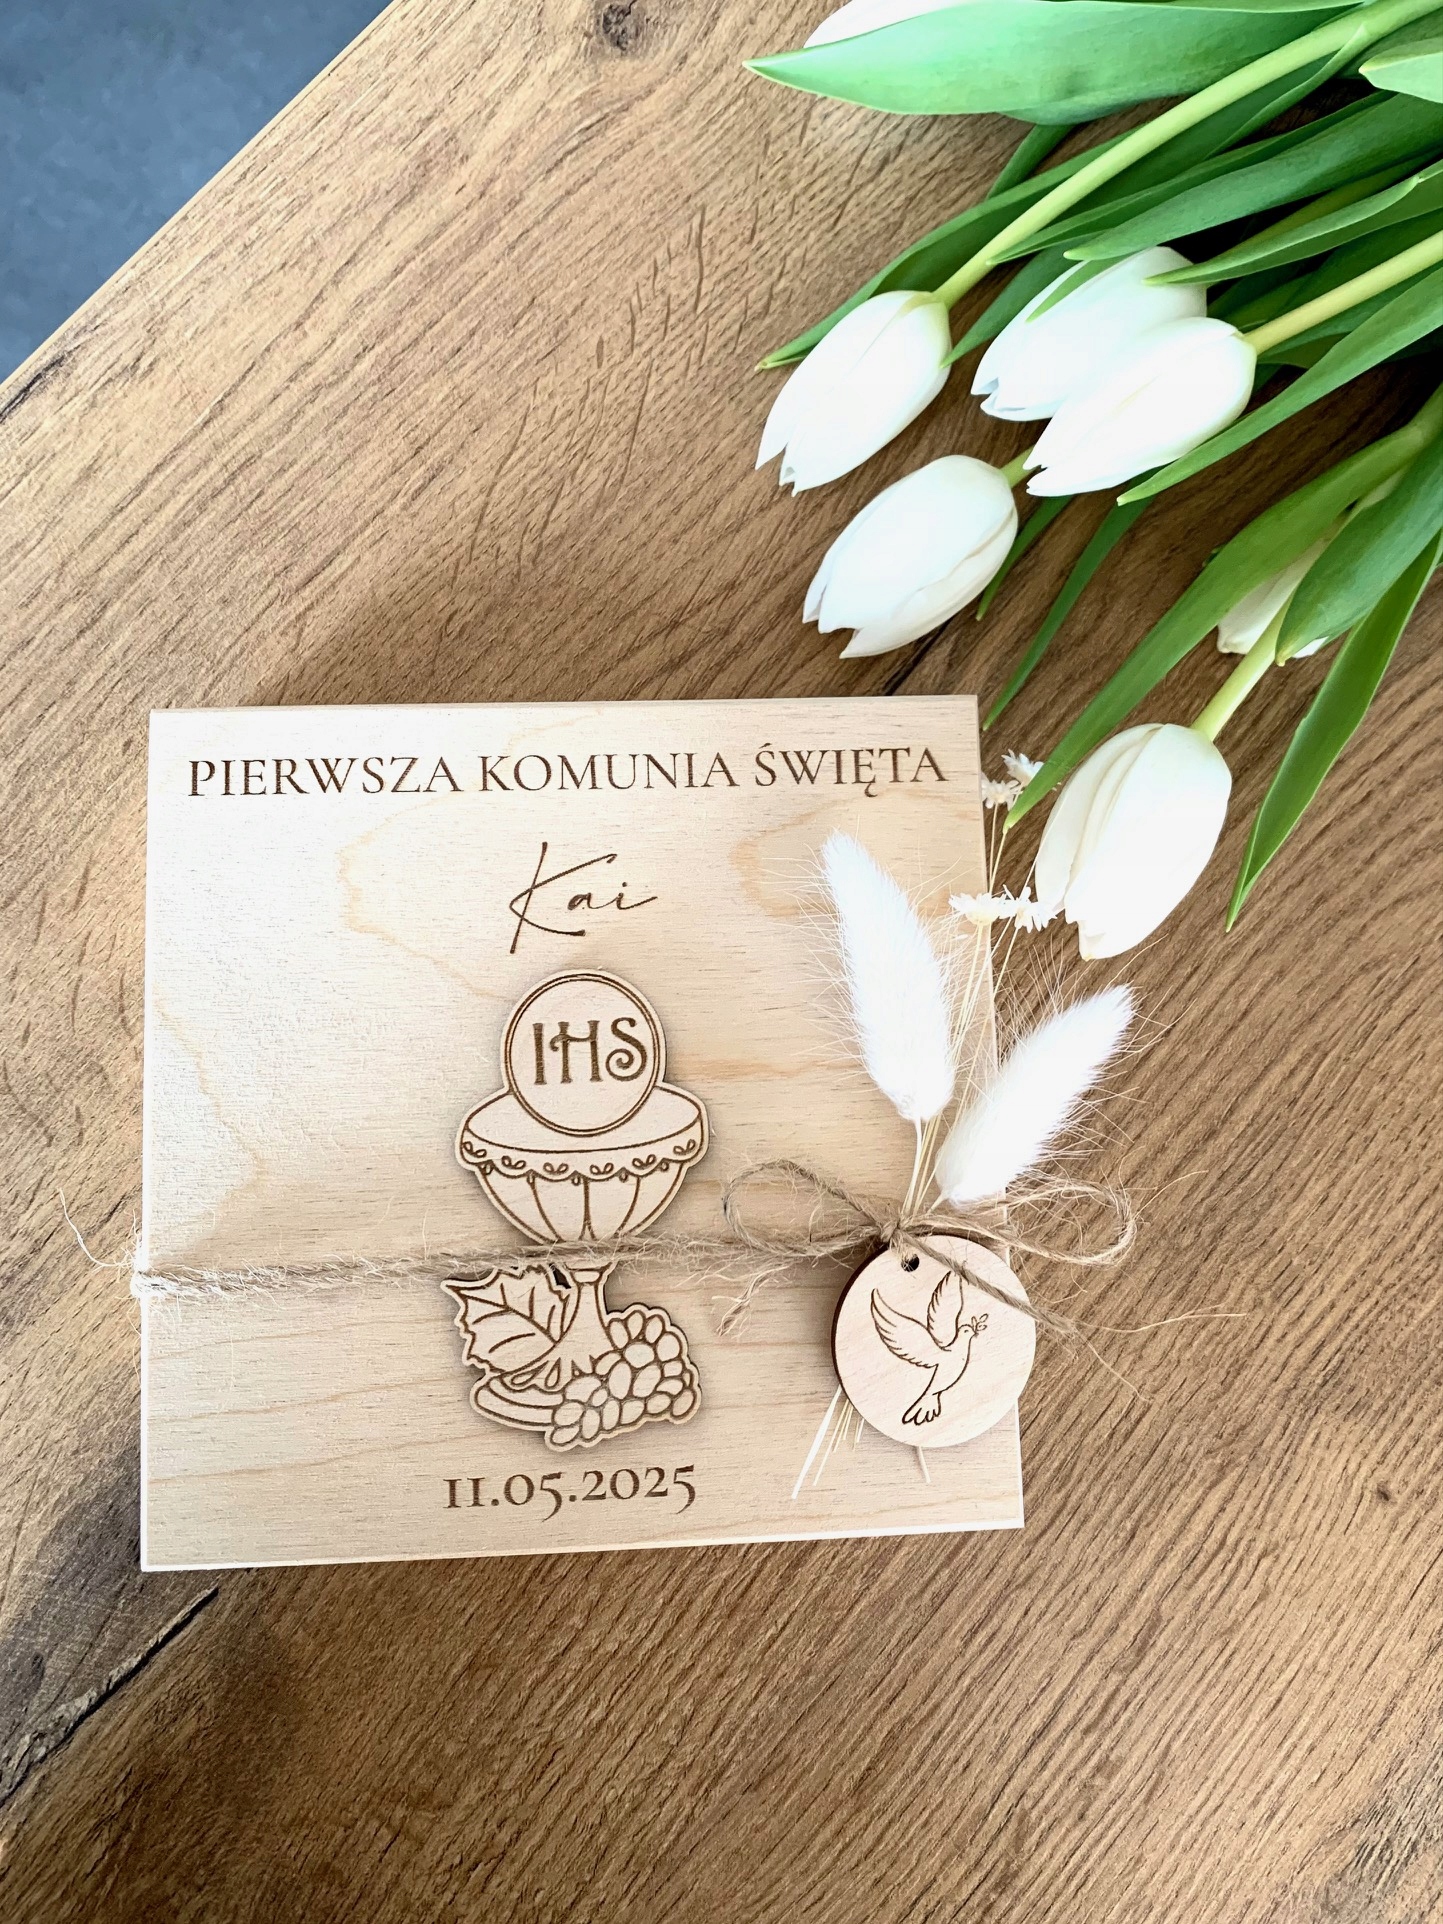 PIERWSZA KOMUNIA ŚWIĘTA
Kai
IHS
11.05.2025